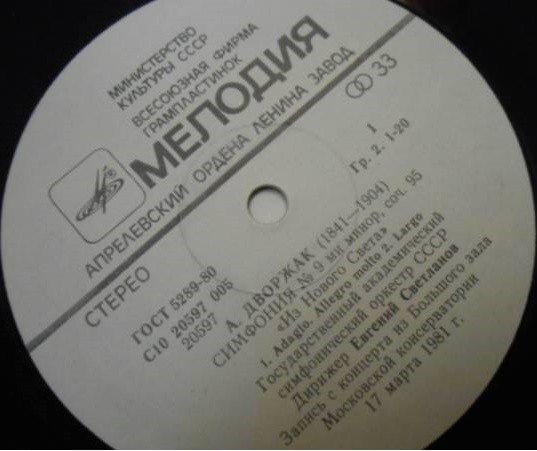 МИНИСТЕРСТВО
КУЛЬТУРЫ СССР
ВСЕСОЮЗНАЯ ФИРМА
ГРАМПЛАСТИНОК
МЕЛОДИЯ
АПРЕЛЕВСКИЙ ОРДЕНА ЛЕНИНА ЗАВОД
СТЕРЕО
33
ГОСТ 5289-80
С10 20597 005
20597
1
Гр. 2. 1-20
А. ДВОРЖАК (1841—1904)
СИМФОНИЯ № 9 ми минор, соч. 95
«Из Нового Света»
1. Adagio, Allegro molto 2. Largo
Государственный академический
симфонический оркестр СССР
Дирижер Евгений Светланов
Запись с концерта из Большого зала
Московской консерватории
17 марта 1981 г.